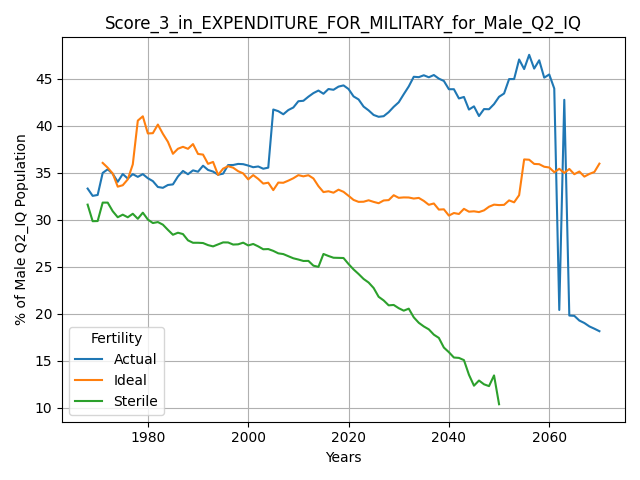 Score_3_in_EXPENDITURE_FOR_MILITARY_for_Male_Q2_IQ
% of Male Q2_IQ Population
45
40
35
30
25
20
15
10
Fertility
Actual
Ideal
Sterile
1980 2000 2020 2040 2060
Years